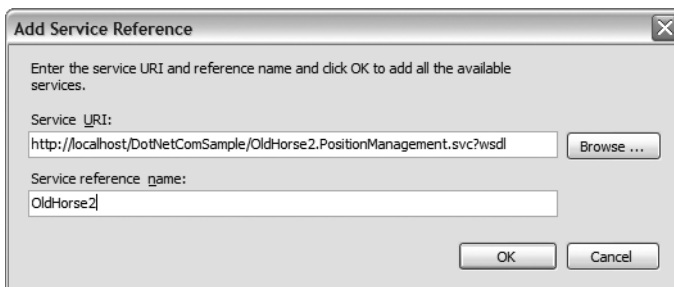 Add Service Reference
Enter the service URI and reference name and click OK to add all the available
services.
Service URI:
http://localhost/DotNetComSample/OldHorse2.PositionManagement.svc?wsdl
Browse ...
Service reference name:
OldHorse2
OK
Cancel